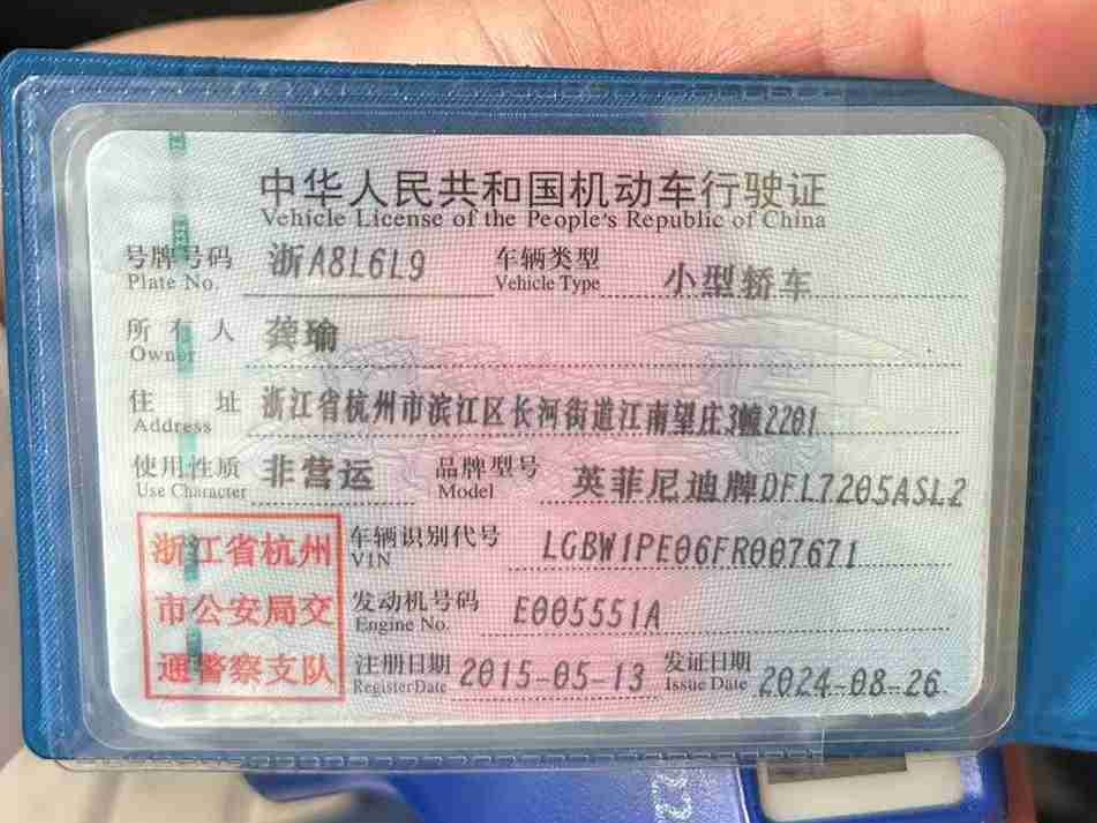 中华人民共和国机动车行驶证
Vehicle License of the People's Republic of China
号牌号码 浙A8L6L9 车辆类型 小型轿车
Plate No. Vehicle Type
所有人 龚瑜
Owner
住址 浙江省杭州市滨江区长河街道江南望庄3幢2201
Address
使用性质 非营运 品牌型号 英菲尼迪牌DFL7205ASL2
Use Character Model
浙江省杭州 车辆识别代号 LGBW1PE06FR007671
VIN
市公安局交 发动机号码 E005551A
Engine No.
通警察支队 注册日期 2015-05-13 发证日期 2024-08-26
Register Date Issue Date